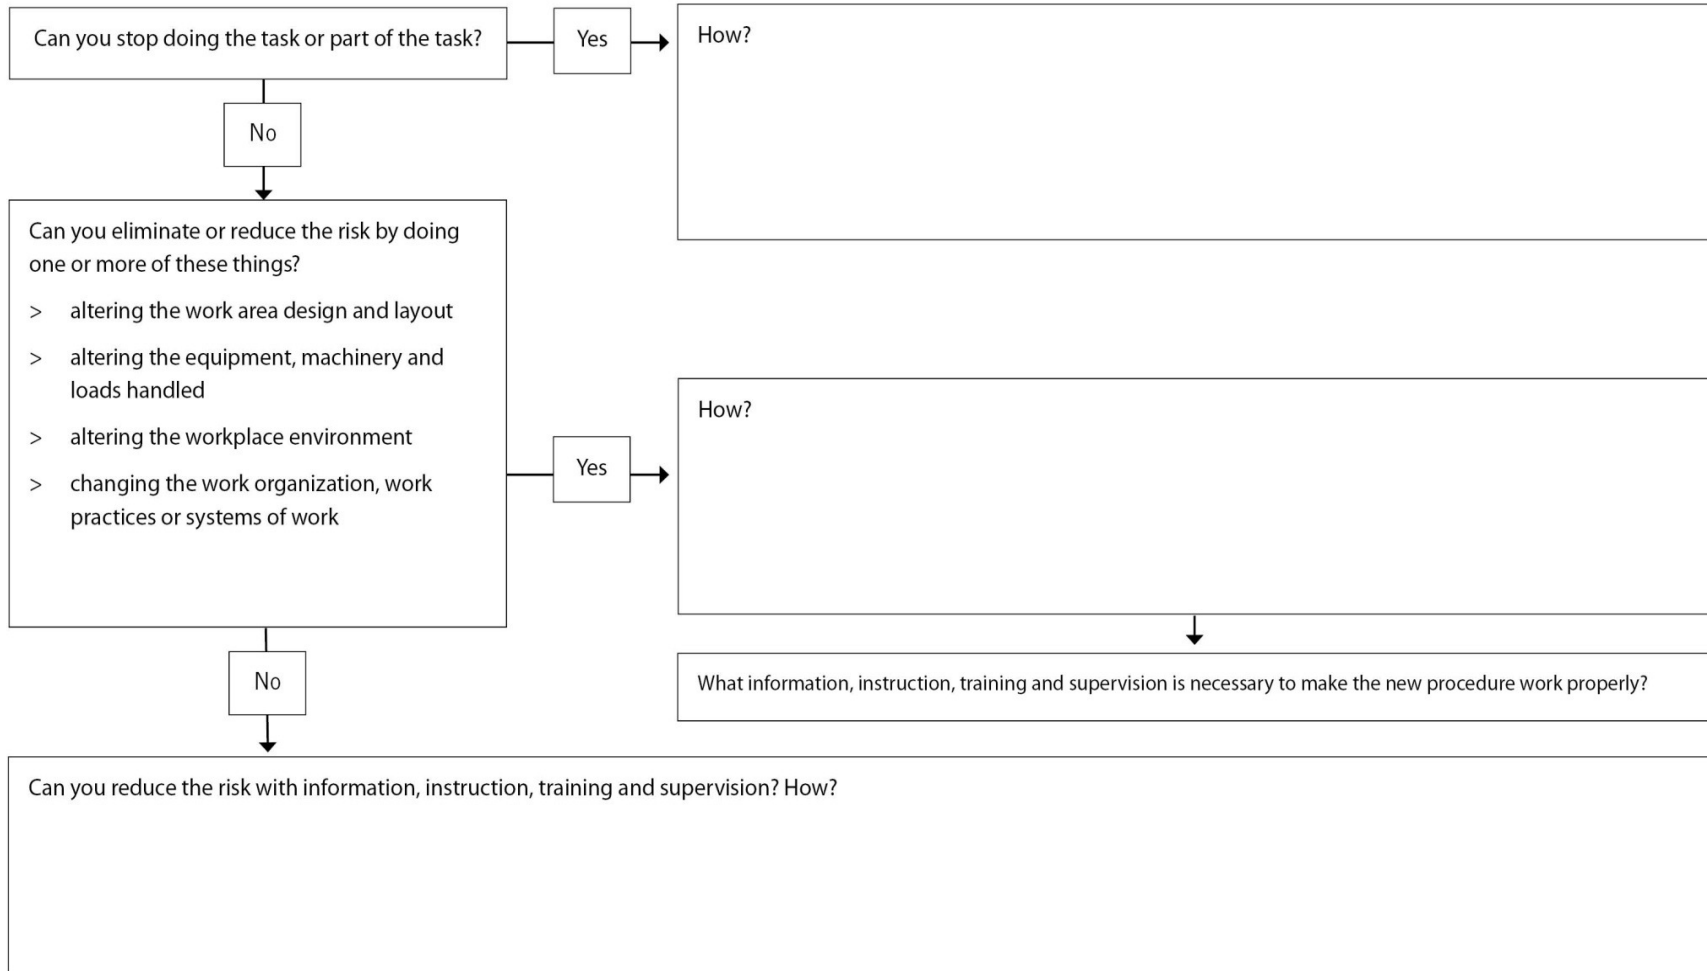 Can you stop doing the task or part of the task?
Yes
How?
No
Can you eliminate or reduce the risk by doing
one or more of these things?
> altering the work area design and layout
> altering the equipment, machinery and
loads handled
> altering the workplace environment
> changing the work organization, work
practices or systems of work
Yes
How?
What information, instruction, training and supervision is necessary to make the new procedure work properly?
No
Can you reduce the risk with information, instruction, training and supervision? How?